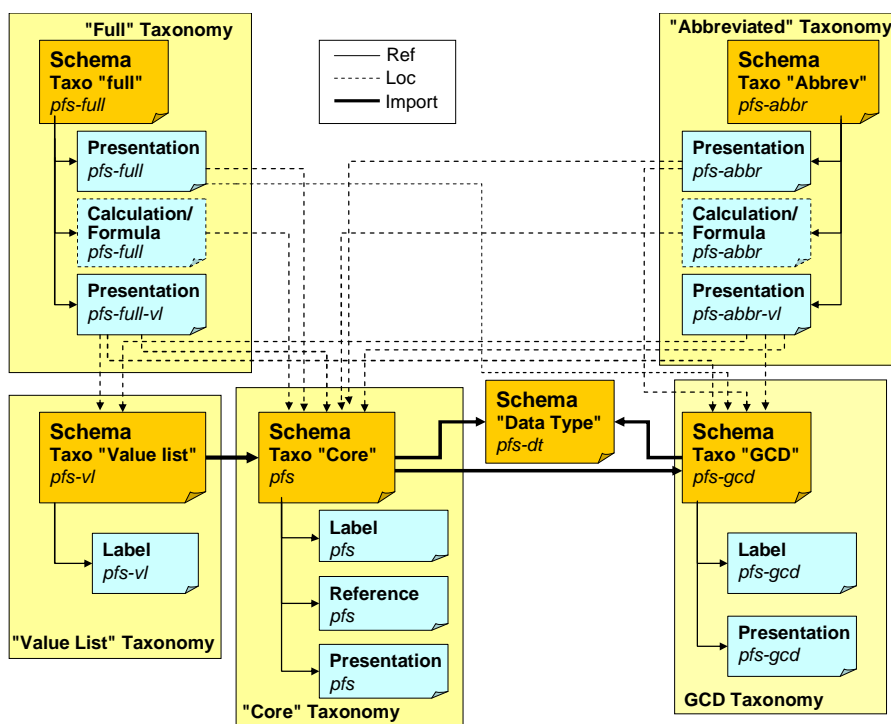 "Full" Taxonomy
Schema
Taxo "full"
pfs-full
Presentation
pfs-full
Calculation/
Formula
pfs-full
Presentation
pfs-full-vl
Ref
Loc
Import
"Abbreviated" Taxonomy
Schema
Taxo "Abbrev"
pfs-abbr
Presentation
pfs-abbr
Calculation/
Formula
pfs-abbr
Presentation
pfs-abbr-vl
Schema
Taxo "Value list"
pfs-vl
Label
pfs-vl
"Value List" Taxonomy
Schema
Taxo "Core"
pfs
Label
pfs
Reference
pfs
Presentation
pfs
"Core" Taxonomy
Schema
"Data Type"
pfs-dt
Schema
Taxo "GCD"
pfs-gcd
Label
pfs-gcd
Presentation
pfs-gcd
GCD Taxonomy